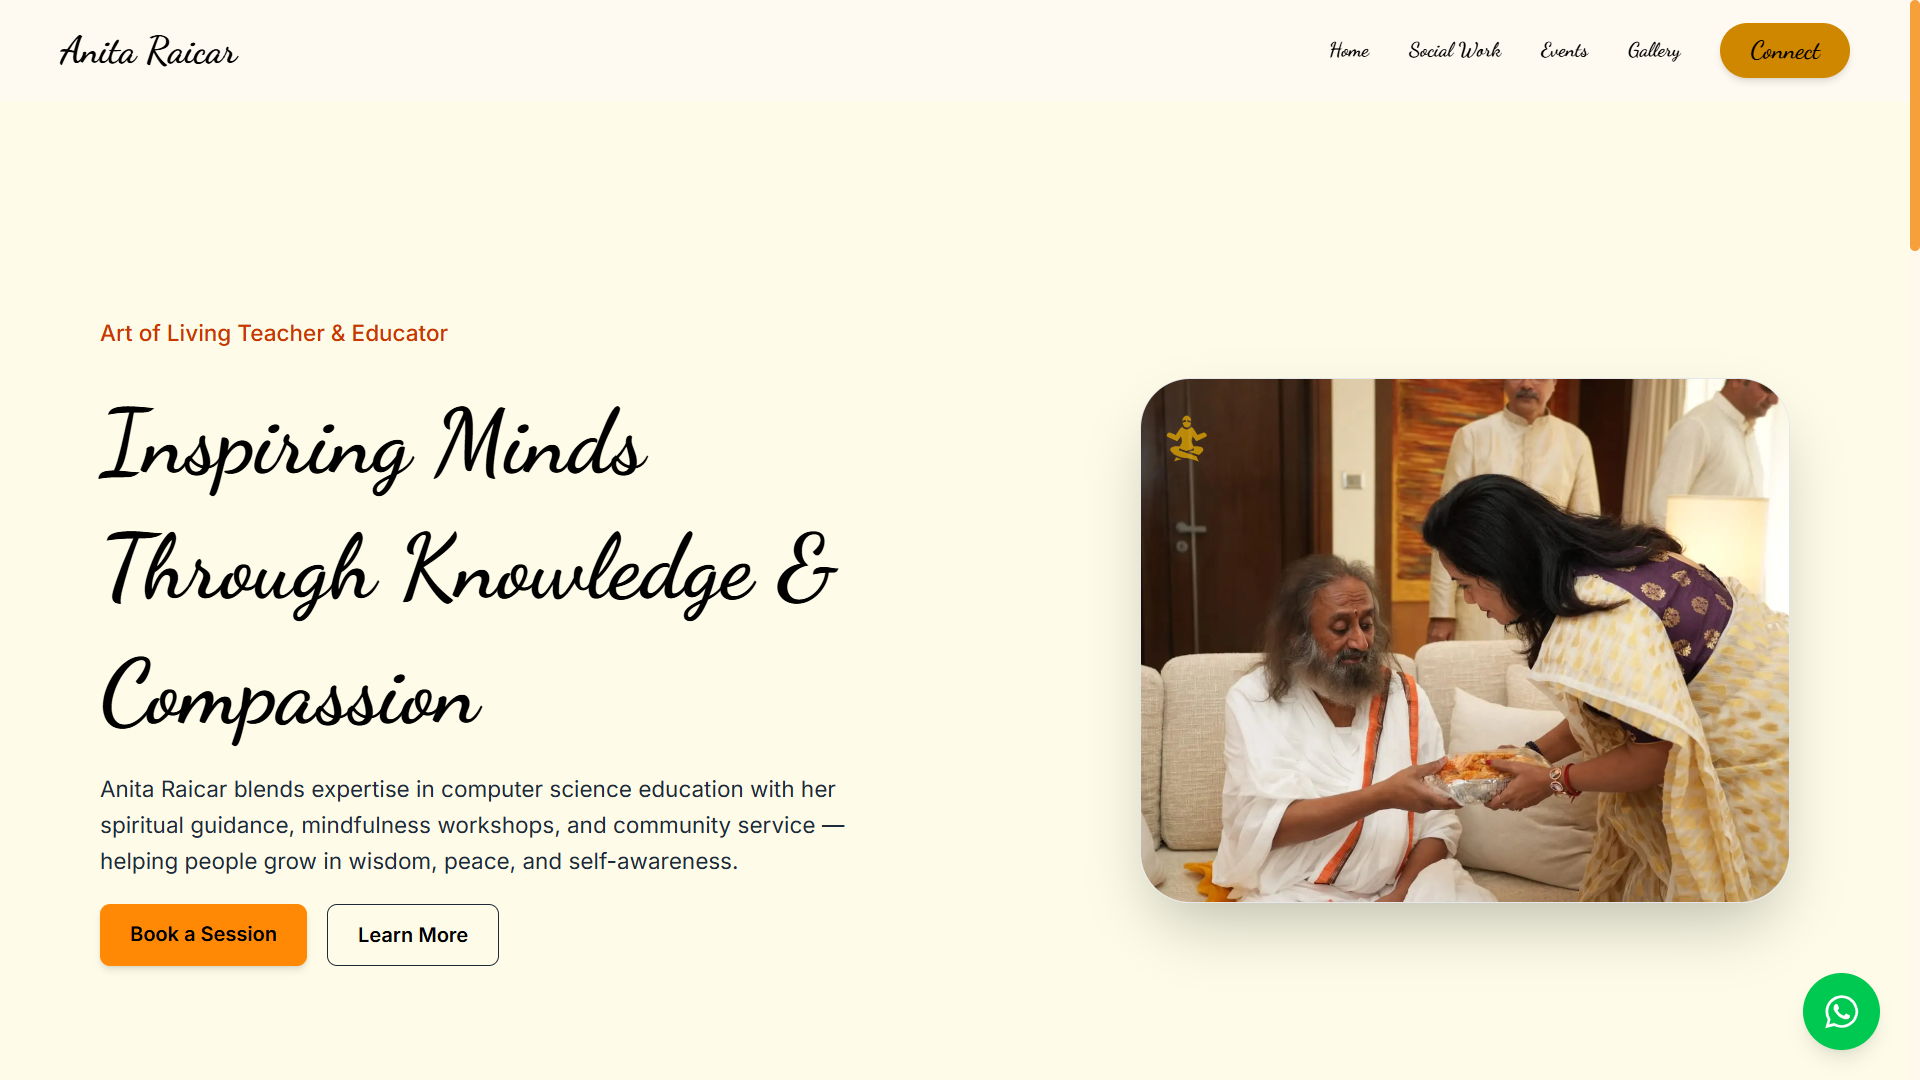 Anita Raicar
Home
Social Work
Events
Gallery
Connect
Art of Living Teacher & Educator
Inspiring Minds
Through Knowledge &
Compassion
Anita Raicar blends expertise in computer science education with her
spiritual guidance, mindfulness workshops, and community service —
helping people grow in wisdom, peace, and self-awareness.
Book a Session
Learn More